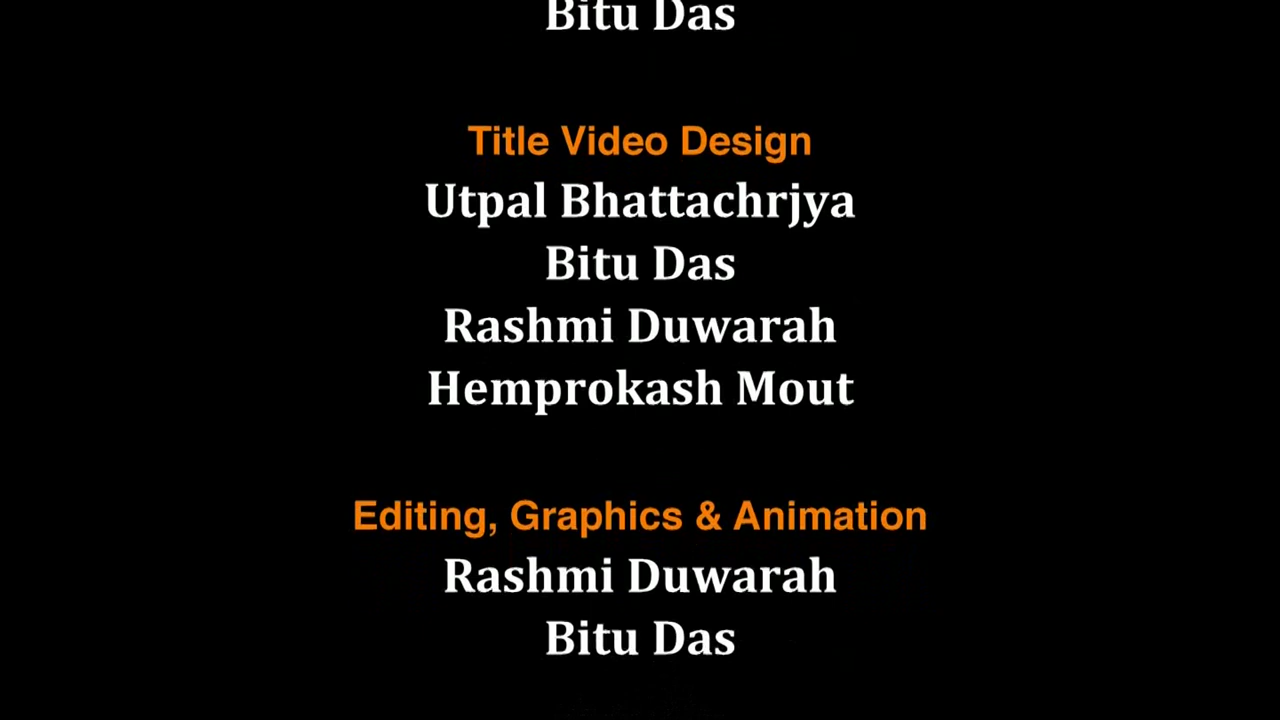 Bitu Das
Title Video Design
Utpal Bhattachrjya
Bitu Das
Rashmi Duwarah
Hemprokash Mout
Editing, Graphics & Animation
Rashmi Duwarah
Bitu Das